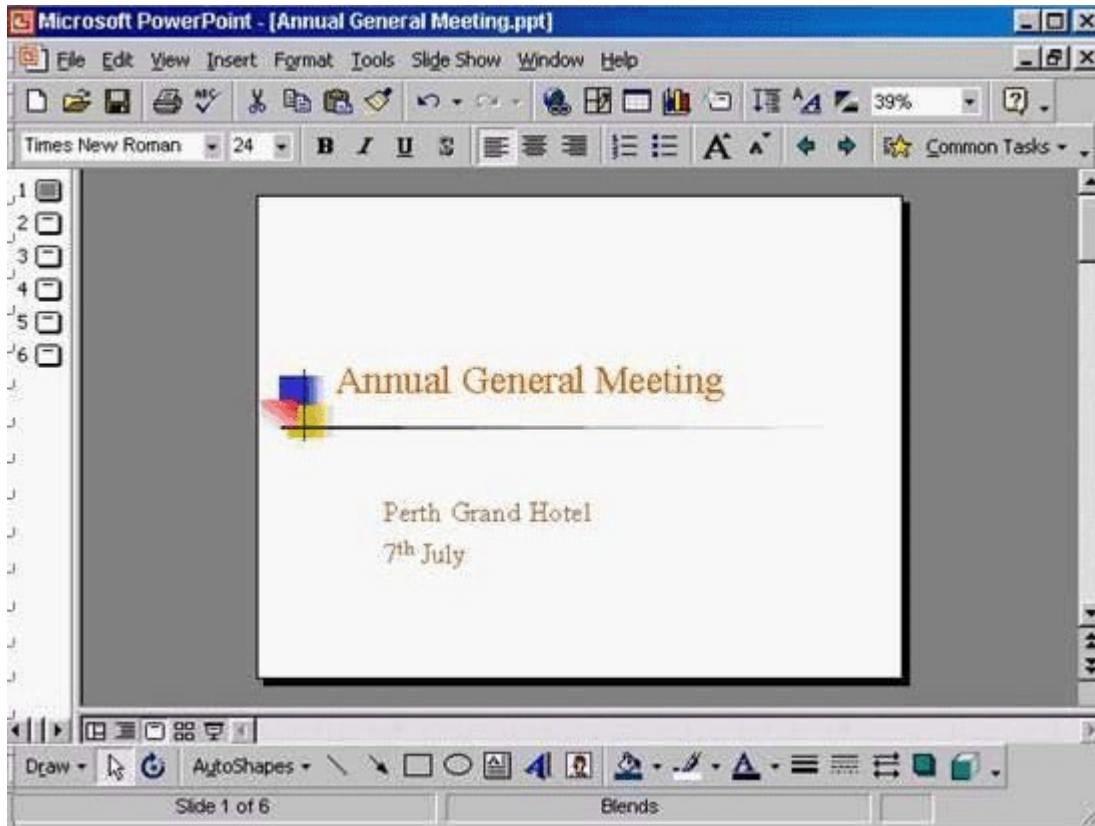 Microsoft PowerPoint - [Annual General Meeting.ppt]
File Edit View Insert Format Tools Slide Show Window Help
ABC A A 39% ?
Times New Roman 24 B I U S A A Common Tasks
1
2
3
4
5
6
Annual General Meeting
Perth Grand Hotel
7th July
Draw AutoShapes A A
Slide 1 of 6 Blends